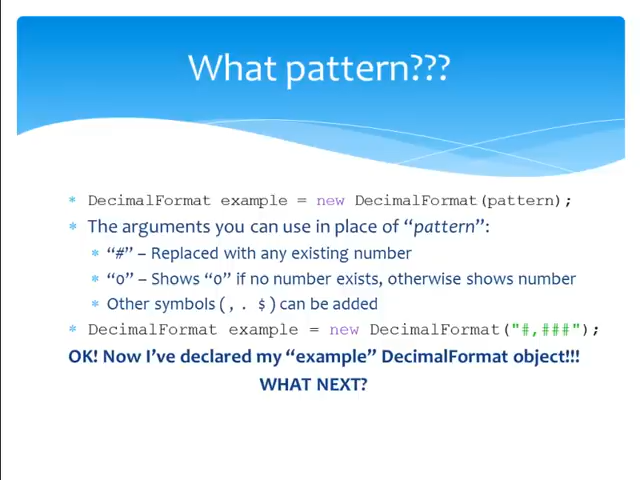 What pattern???
* DecimalFormat example = new DecimalFormat(pattern);
* The arguments you can use in place of “pattern”:
* “#” – Replaced with any existing number
* “0” – Shows “0” if no number exists, otherwise shows number
* Other symbols ( , . $ ) can be added
* DecimalFormat example = new DecimalFormat("#,###");
OK! Now I’ve declared my “example” DecimalFormat object!!!
WHAT NEXT?